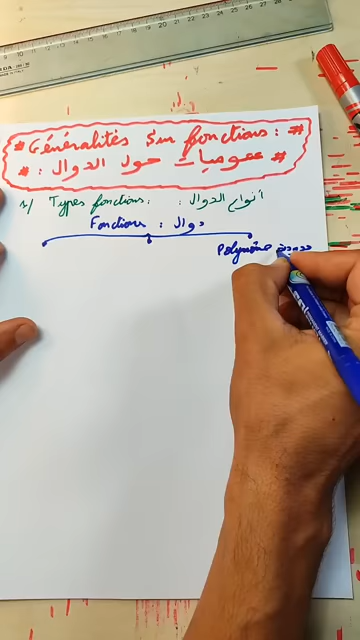 * Généralités Sur fonctions : *
* عموميات حول الدوال : *
1/ Types fonctions : : أنواع الدوال
Fonctions : دوال
Polynôme